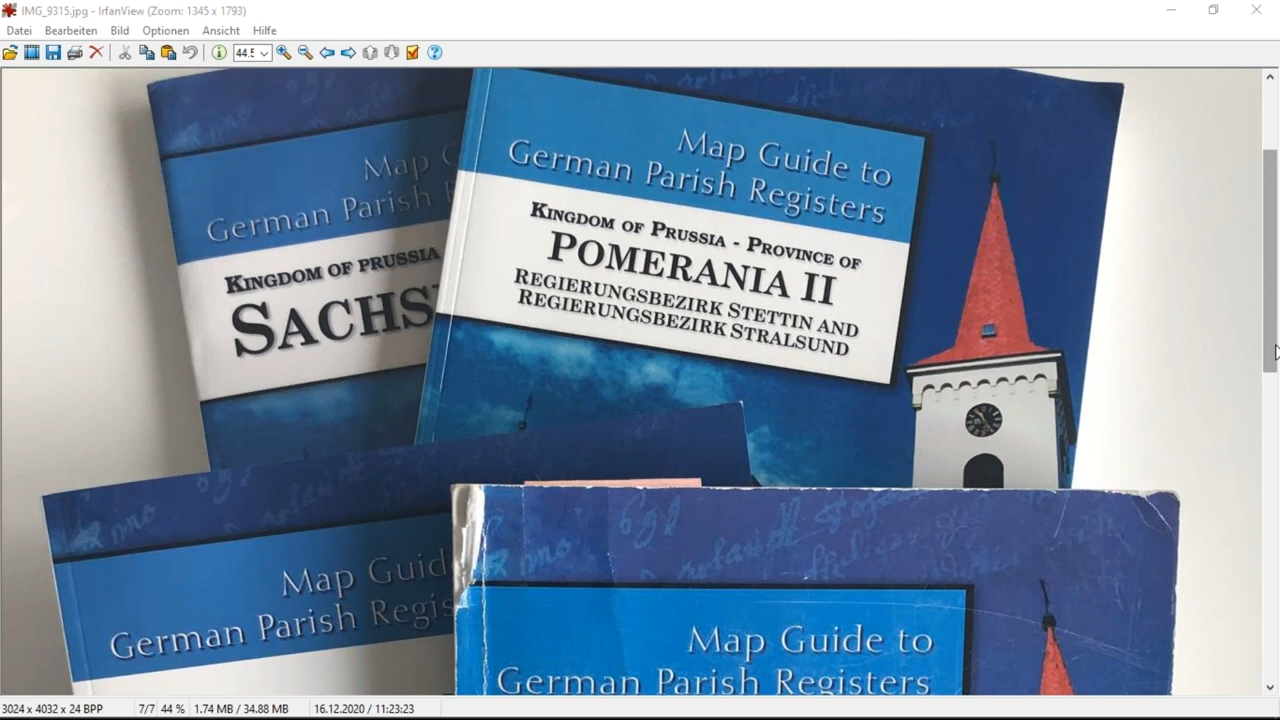 IMG_9315.jpg - IrfanView (Zoom: 1345 x 1793)
Datei Bearbeiten Bild Optionen Ansicht Hilfe
44.5
Map Guide to
German Parish Registers
KINGDOM OF PRUSSIA - PROVINCE OF
POMERANIA II
REGIERUNGSBEZIRK STETTIN AND
REGIERUNGSBEZIRK STRALSUND
Map
German Parish
KINGDOM OF PRUSSIA
Map Guid
German Parish Regis
Map Guide to
German Parish Registers
3024 x 4032 x 24 BPP 7/7 44 % 1.74 MB / 34.88 MB 16.12.2020 / 11:23:23